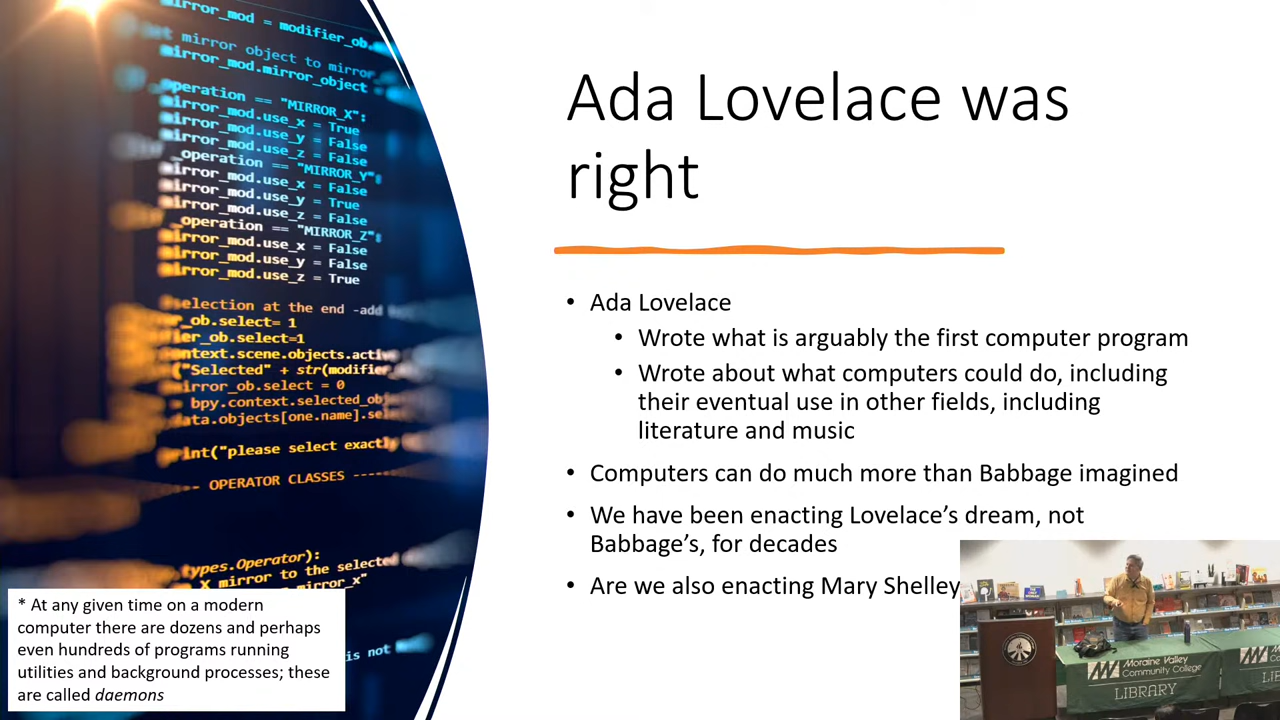 mirror_mod = modifier_ob.
mirror object to mirror
mirror_mod.mirror_object
operation == "MIRROR_X":
mirror_mod.use_x = True
mirror_mod.use_y = False
mirror_mod.use_z = False
_operation == "MIRROR_Y":
mirror_mod.use_x = False
mirror_mod.use_y = True
mirror_mod.use_z = False
_operation == "MIRROR_Z":
mirror_mod.use_x = False
mirror_mod.use_y = False
mirror_mod.use_z = True
selection at the end -add
_ob.select= 1
ler_ob.select=1
ntext.scene.objects.activ
("Selected" + str(modifier
irror_ob.select = 0
bpy.context.selected_ob
data.objects[one.name].sel
int("please select exactly
-- OPERATOR CLASSES ----
types.Operator):
X mirror to the selected
mirror_x"
is not
* At any given time on a modern
computer there are dozens and perhaps
even hundreds of programs running
utilities and background processes; these
are called daemons
Ada Lovelace was
right
• Ada Lovelace
• Wrote what is arguably the first computer program
• Wrote about what computers could do, including
their eventual use in other fields, including
literature and music
• Computers can do much more than Babbage imagined
• We have been enacting Lovelace’s dream, not
Babbage’s, for decades
• Are we also enacting Mary Shelley
Moraine Valley
Community College
LIBRARY
College